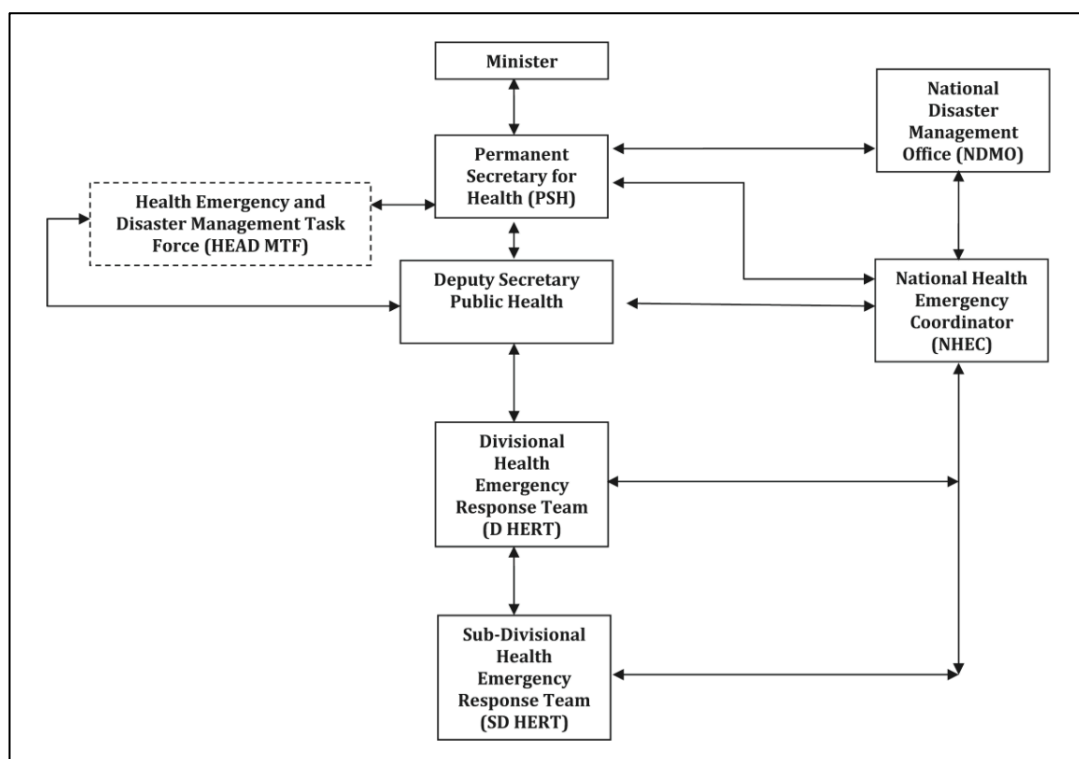 Minister
National
Disaster
Management
Office (NDMO)
Permanent
Secretary for
Health (PSH)
Health Emergency and
Disaster Management Task
Force (HEAD MTF)
Deputy Secretary
Public Health
National Health
Emergency
Coordinator
(NHEC)
Divisional
Health
Emergency
Response Team
(D HERT)
Sub-Divisional
Health
Emergency
Response Team
(SD HERT)